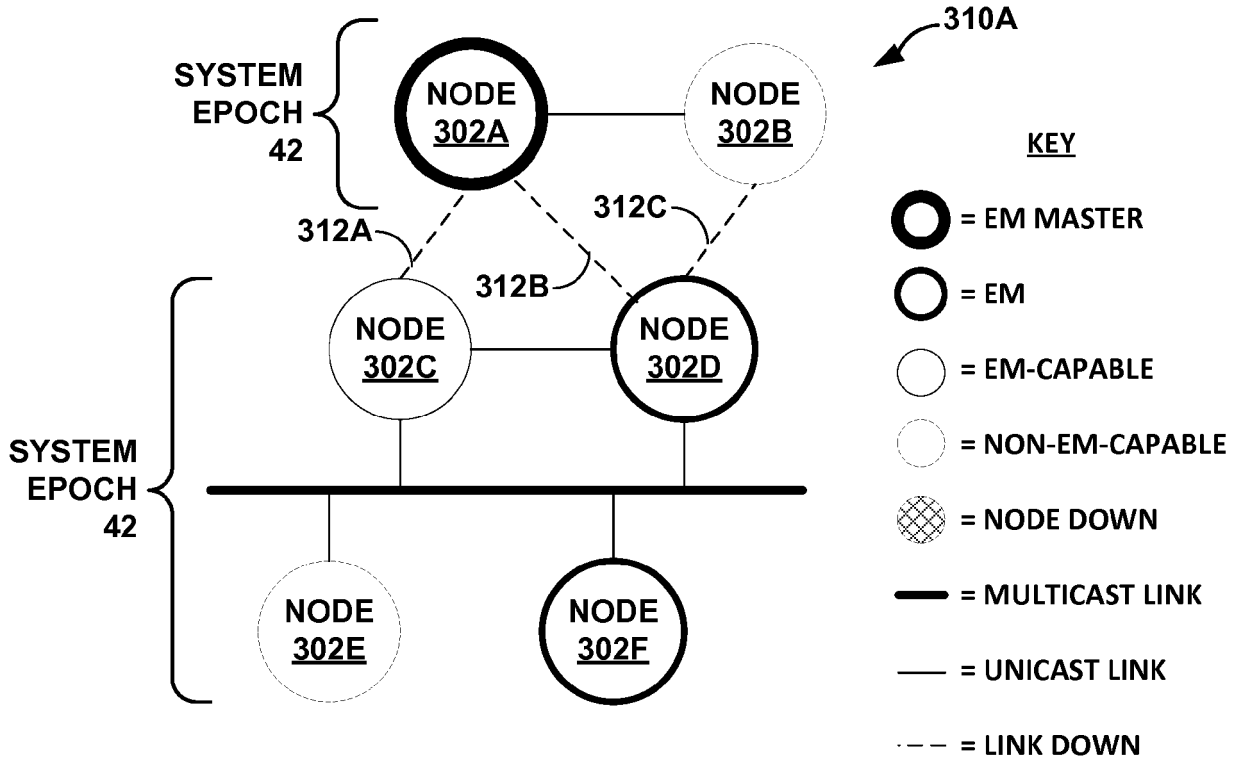 310A
SYSTEM
EPOCH
42
NODE
302A
NODE
302B
KEY
312A
312B
312C
= EM MASTER
= EM
NODE
302C
NODE
302D
= EM-CAPABLE
= NON-EM-CAPABLE
SYSTEM
EPOCH
42
= NODE DOWN
NODE
302E
NODE
302F
= MULTICAST LINK
= UNICAST LINK
= LINK DOWN